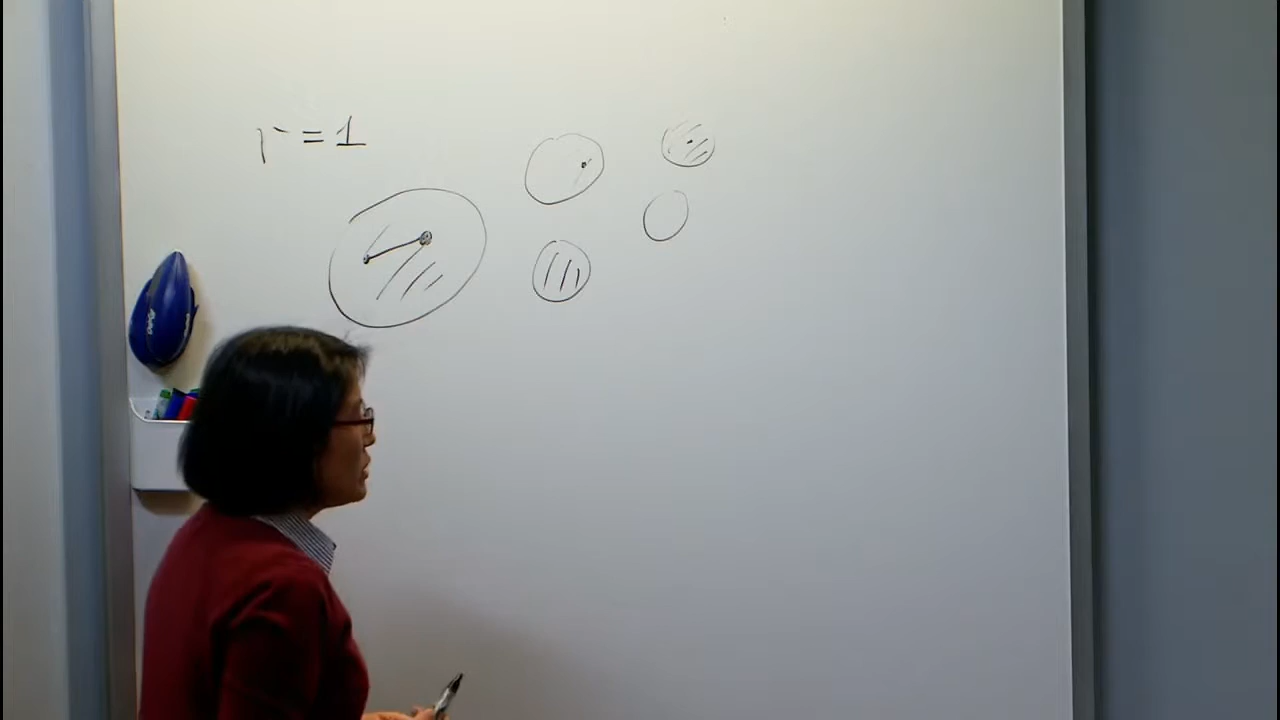 r = 1